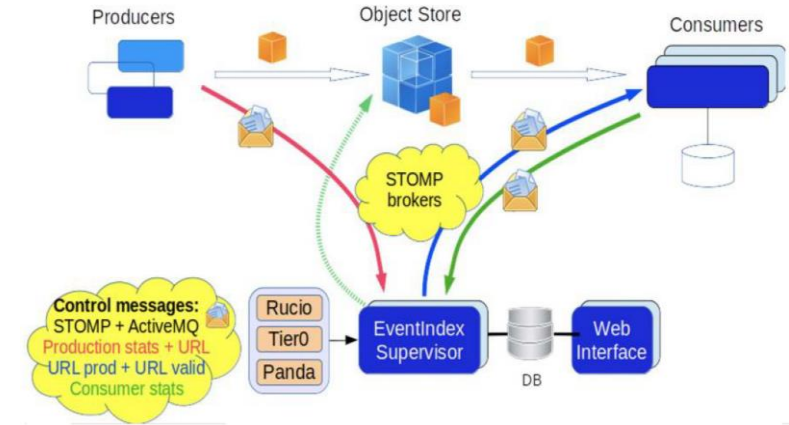 Producers
Object Store
Consumers
STOMP
brokers
Control messages:
STOMP + ActiveMQ
Production stats + URL
URL prod + URL valid
Consumer stats
Rucio
Tier0
Panda
EventIndex
Supervisor
DB
Web
Interface